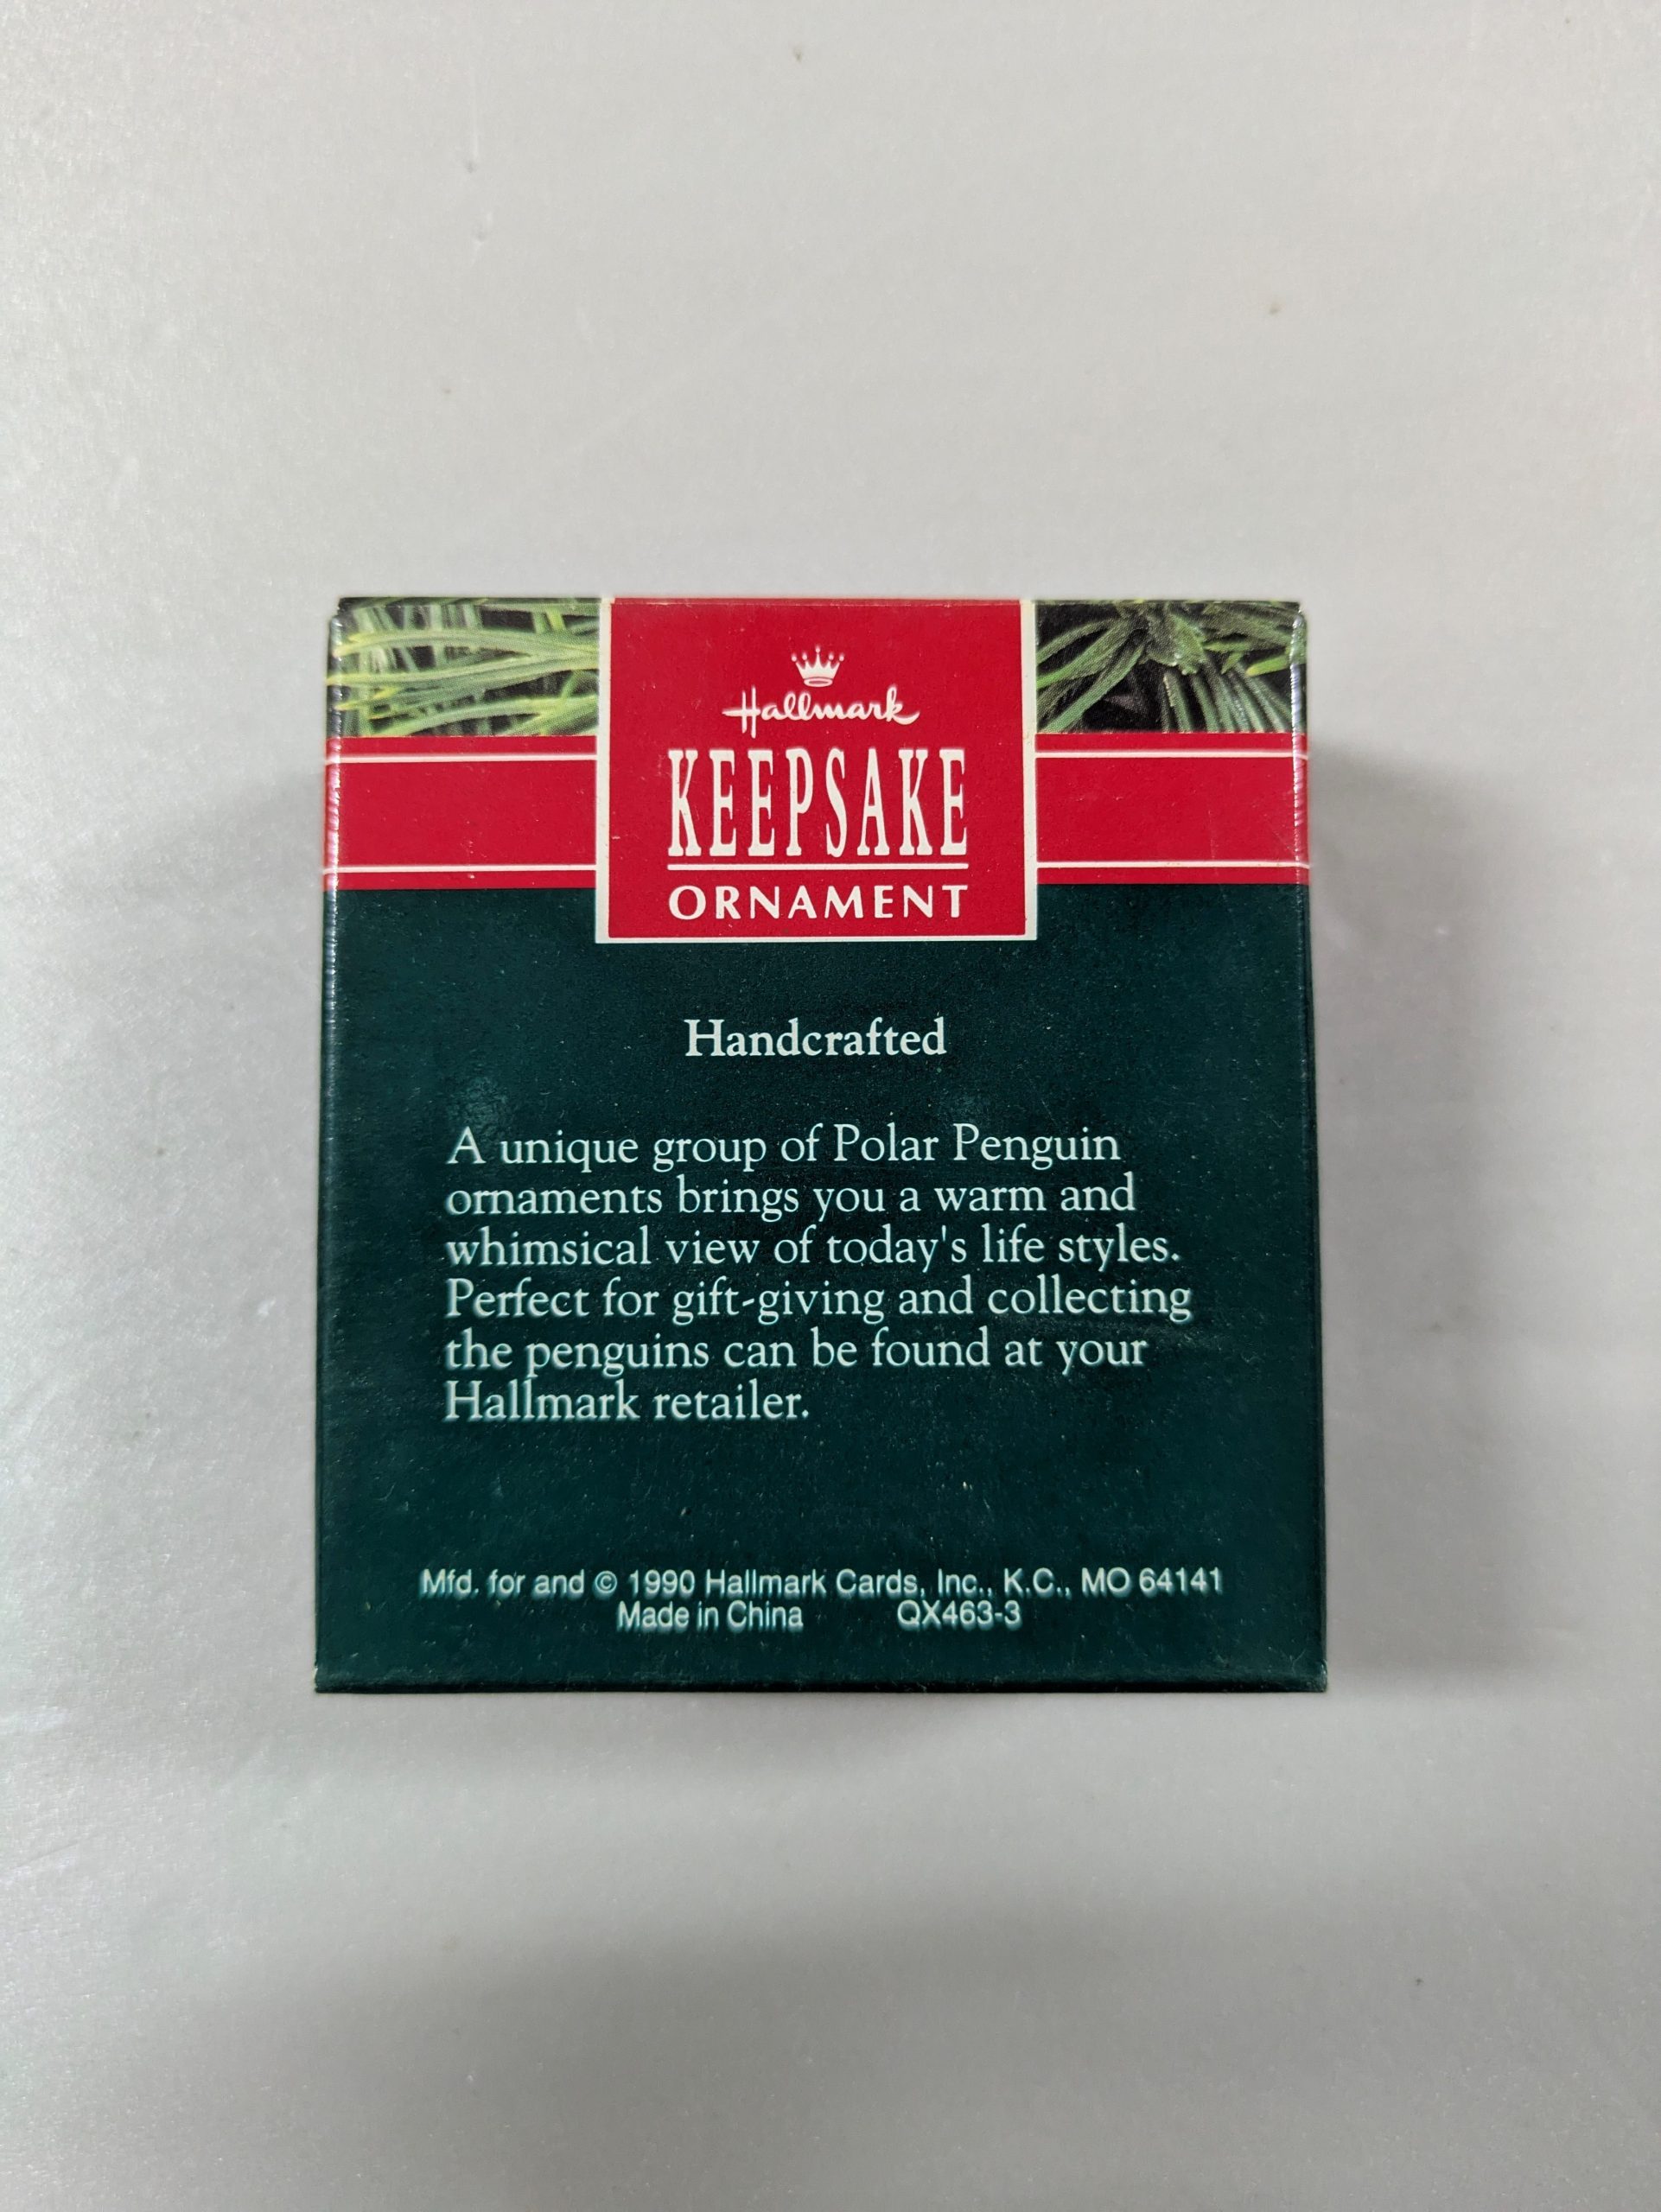 Hallmark
KEEPSAKE
ORNAMENT
Handcrafted
A unique group of Polar Penguin
ornaments brings you a warm and
whimsical view of today's life styles.
Perfect for gift-giving and collecting
the penguins can be found at your
Hallmark retailer.
Mfd. for and © 1990 Hallmark Cards, Inc., K.C., MO 64141
Made in China QX463-3